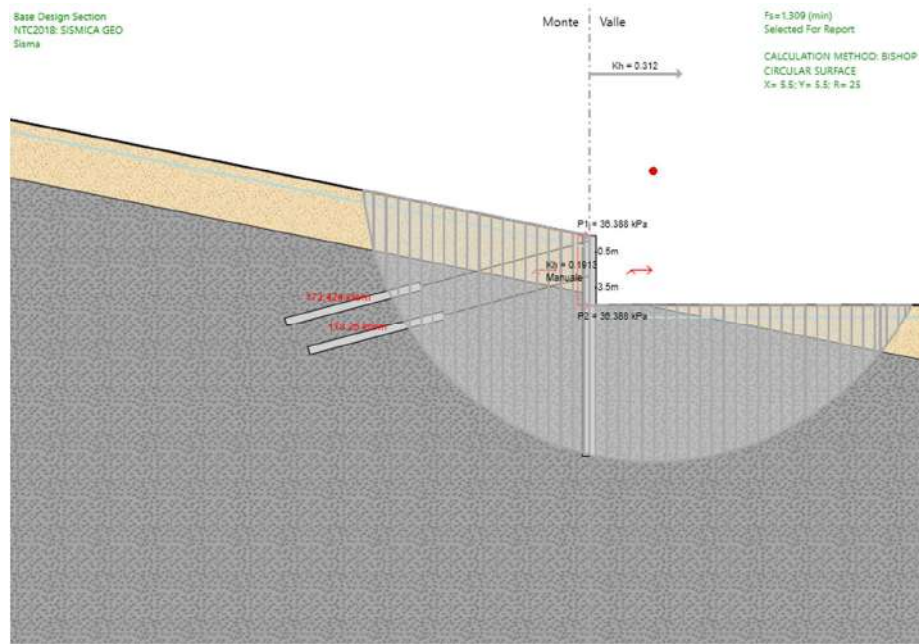 Base Design Section
NTC2018: SISMICA GEO
Sisma
Monte
Valle
Fs=1.309 (min)
Selected For Report
CALCULATION METHOD: BISHOP
CIRCULAR SURFACE
X= 5.5; Y= 5.5; R= 25
Kh = 0.312
P1 = 36.388 kPa
-0.5m
Kh = 0.1913
Manuale
-3.5m
P2 = 36.388 kPa